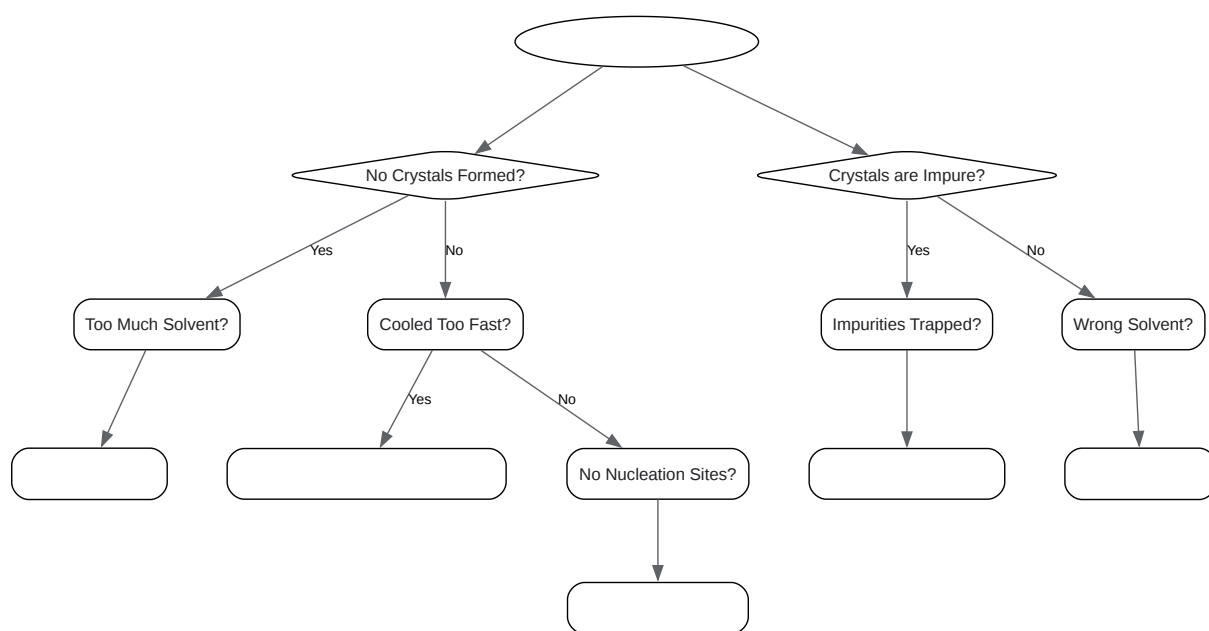 No Crystals Formed?
Crystals are Impure?
Yes
No
Yes
No
Too Much Solvent?
Cooled Too Fast?
Impurities Trapped?
Wrong Solvent?
Yes
No
No Nucleation Sites?